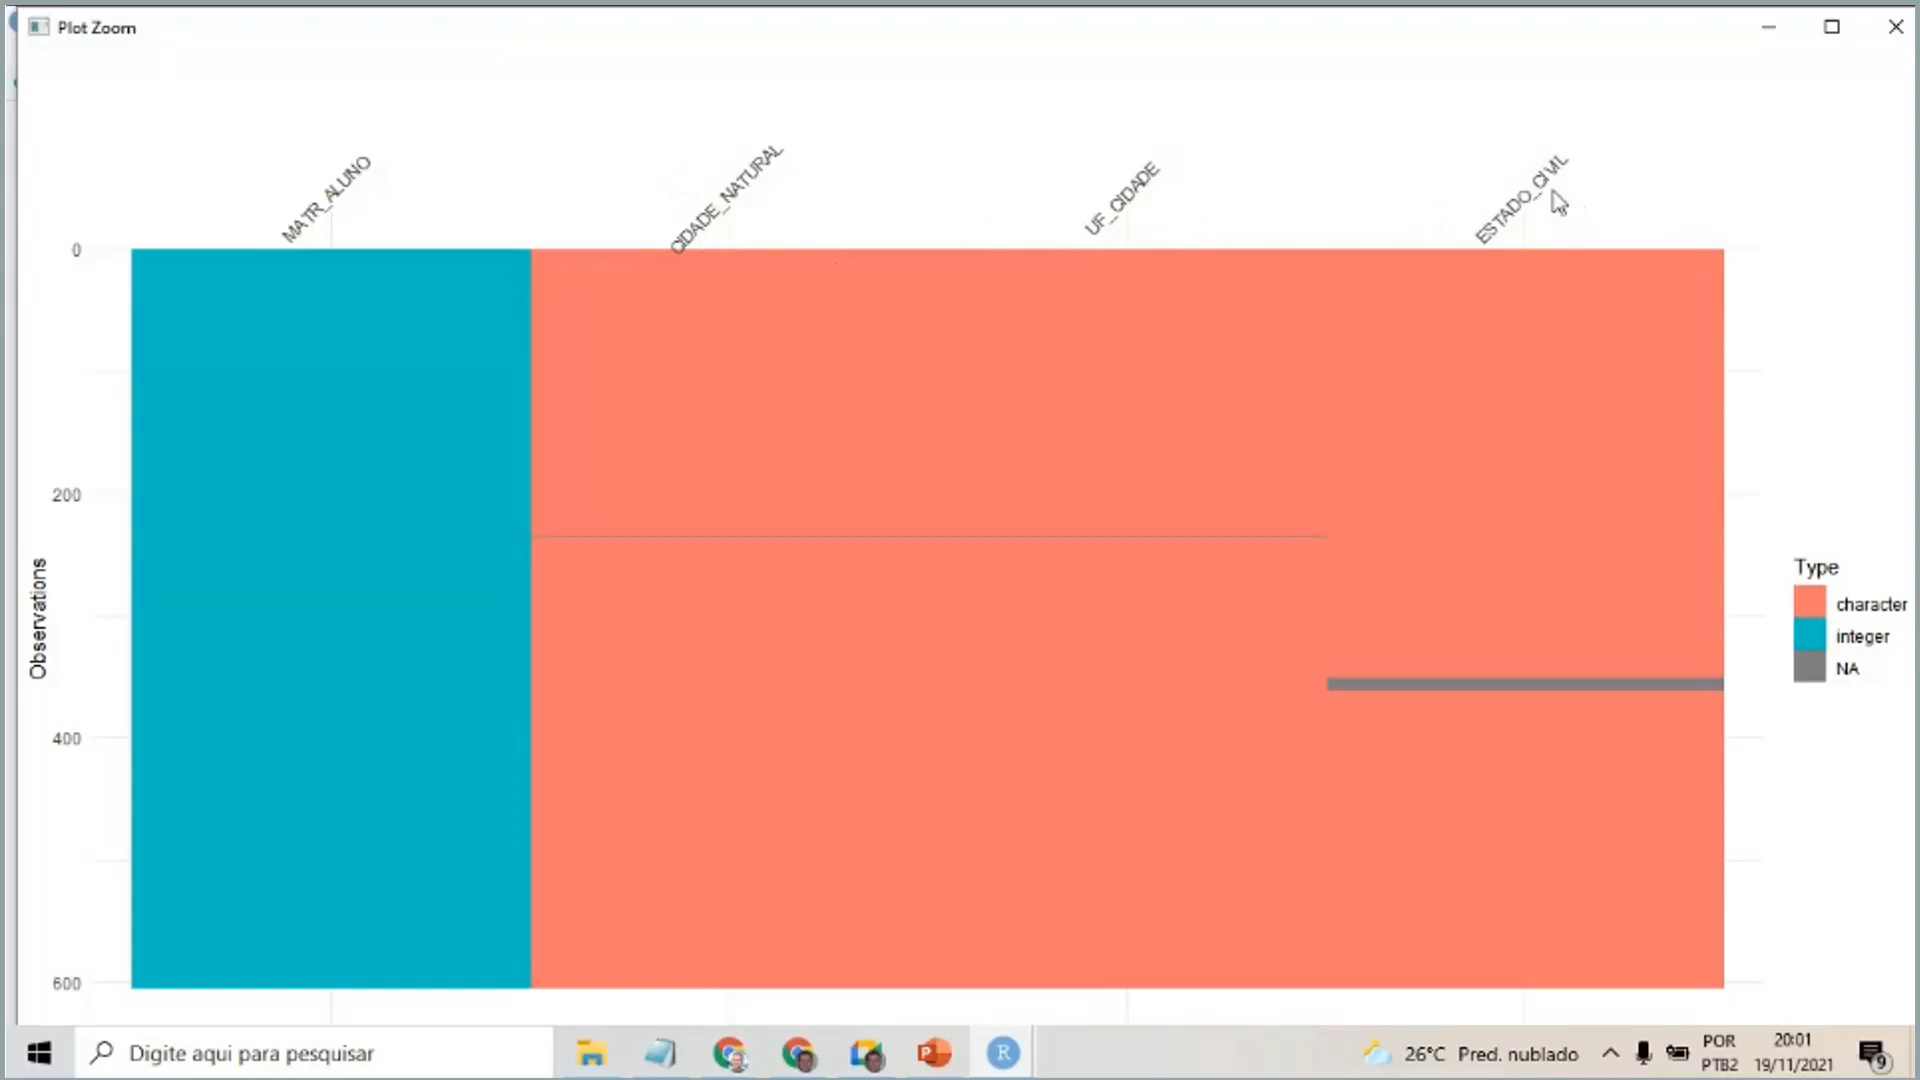 Plot Zoom
MATR_ALUNO
CIDADE_NATURAL
UF_CIDADE
ESTADO_CIVIL
0
200
400
600
Observations
Type
character
integer
NA
Digite aqui para pesquisar
26°C Pred. nublado
POR
PTB2
20:01
19/11/2021
9